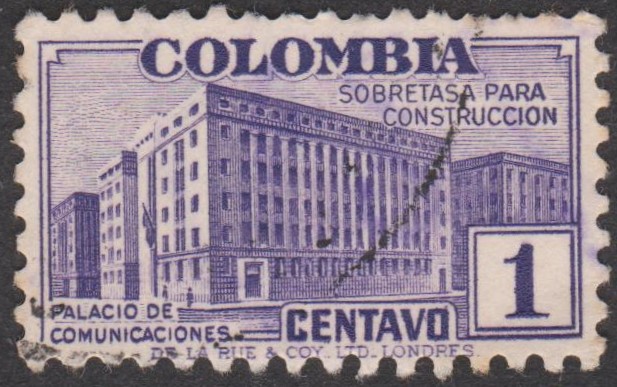 COLOMBIA
SOBRETASA PARA
CONSTRUCCION
PALACIO DE
COMUNICACIONES
CENTAVO
1
DE LA RUE & COY. LTD. LONDRES.